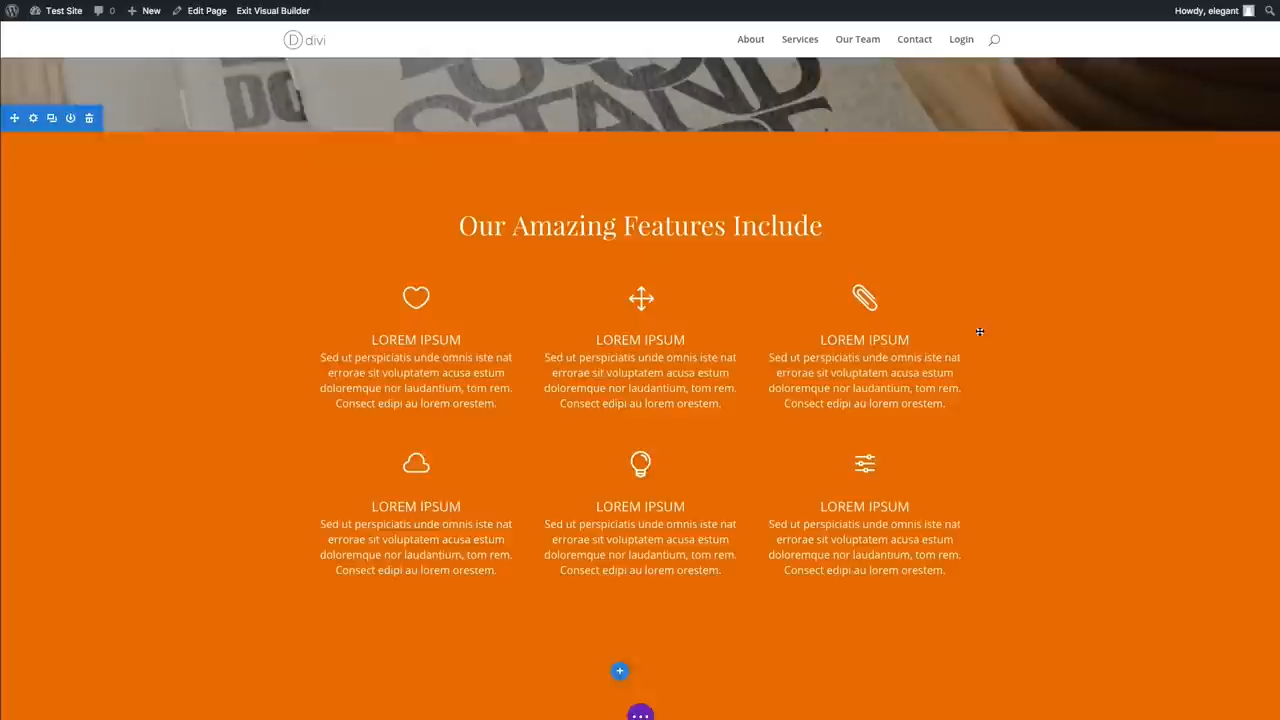 Test Site 0 New Edit Page Exit Visual Builder Howdy, elegant
D divi About Services Our Team Contact Login
STAND
Our Amazing Features Include
LOREM IPSUM LOREM IPSUM LOREM IPSUM
Sed ut perspiciatis unde omnis iste nat Sed ut perspiciatis unde omnis iste nat Sed ut perspiciatis unde omnis iste nat
errorae sit voluptatem acusa estum errorae sit voluptatem acusa estum errorae sit voluptatem acusa estum
doloremque nor laudantium, tom rem. doloremque nor laudantium, tom rem. doloremque nor laudantium, tom rem.
Consect edipi au lorem orestem. Consect edipi au lorem orestem. Consect edipi au lorem orestem.
LOREM IPSUM LOREM IPSUM LOREM IPSUM
Sed ut perspiciatis unde omnis iste nat Sed ut perspiciatis unde omnis iste nat Sed ut perspiciatis unde omnis iste nat
errorae sit voluptatem acusa estum errorae sit voluptatem acusa estum errorae sit voluptatem acusa estum
doloremque nor laudantium, tom rem. doloremque nor laudantium, tom rem. doloremque nor laudantium, tom rem.
Consect edipi au lorem orestem. Consect edipi au lorem orestem. Consect edipi au lorem orestem.